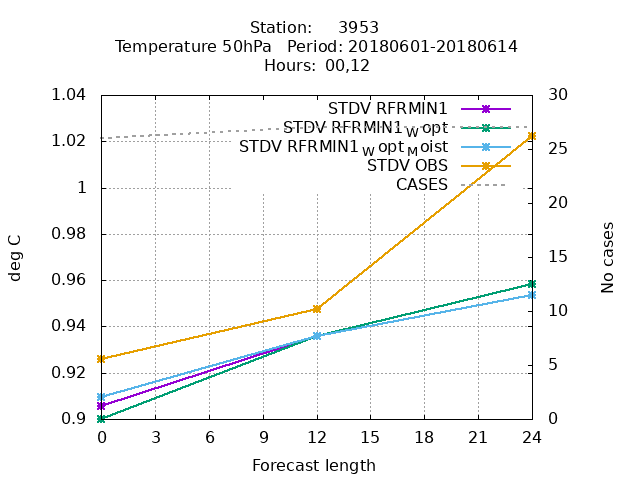 Station: 3953
Temperature 50hPa Period: 20180601-20180614
Hours: 00,12
1.04
1.02
1
0.98
0.96
0.94
0.92
0.9
deg C
STDV RFRMIN1
STDV RFRMIN1_W opt
STDV RFRMIN1_W opt_M oist
STDV OBS
CASES
30
25
20
15
10
5
0
No cases
0 3 6 9 12 15 18 21 24
Forecast length